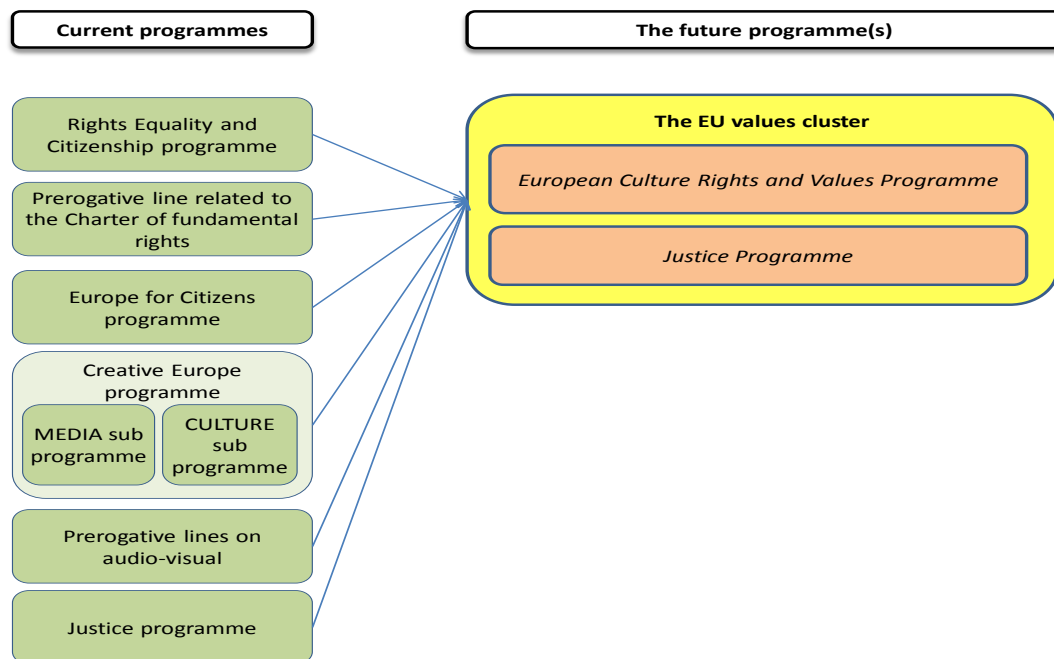 Current programmes
The future programme(s)
Rights Equality and
Citizenship programme
Prerogative line related to
the Charter of fundamental
rights
Europe for Citizens
programme
Creative Europe
programme
MEDIA sub
programme
CULTURE
sub
programme
Prerogative lines on
audio-visual
Justice programme
The EU values cluster
European Culture Rights and Values Programme
Justice Programme